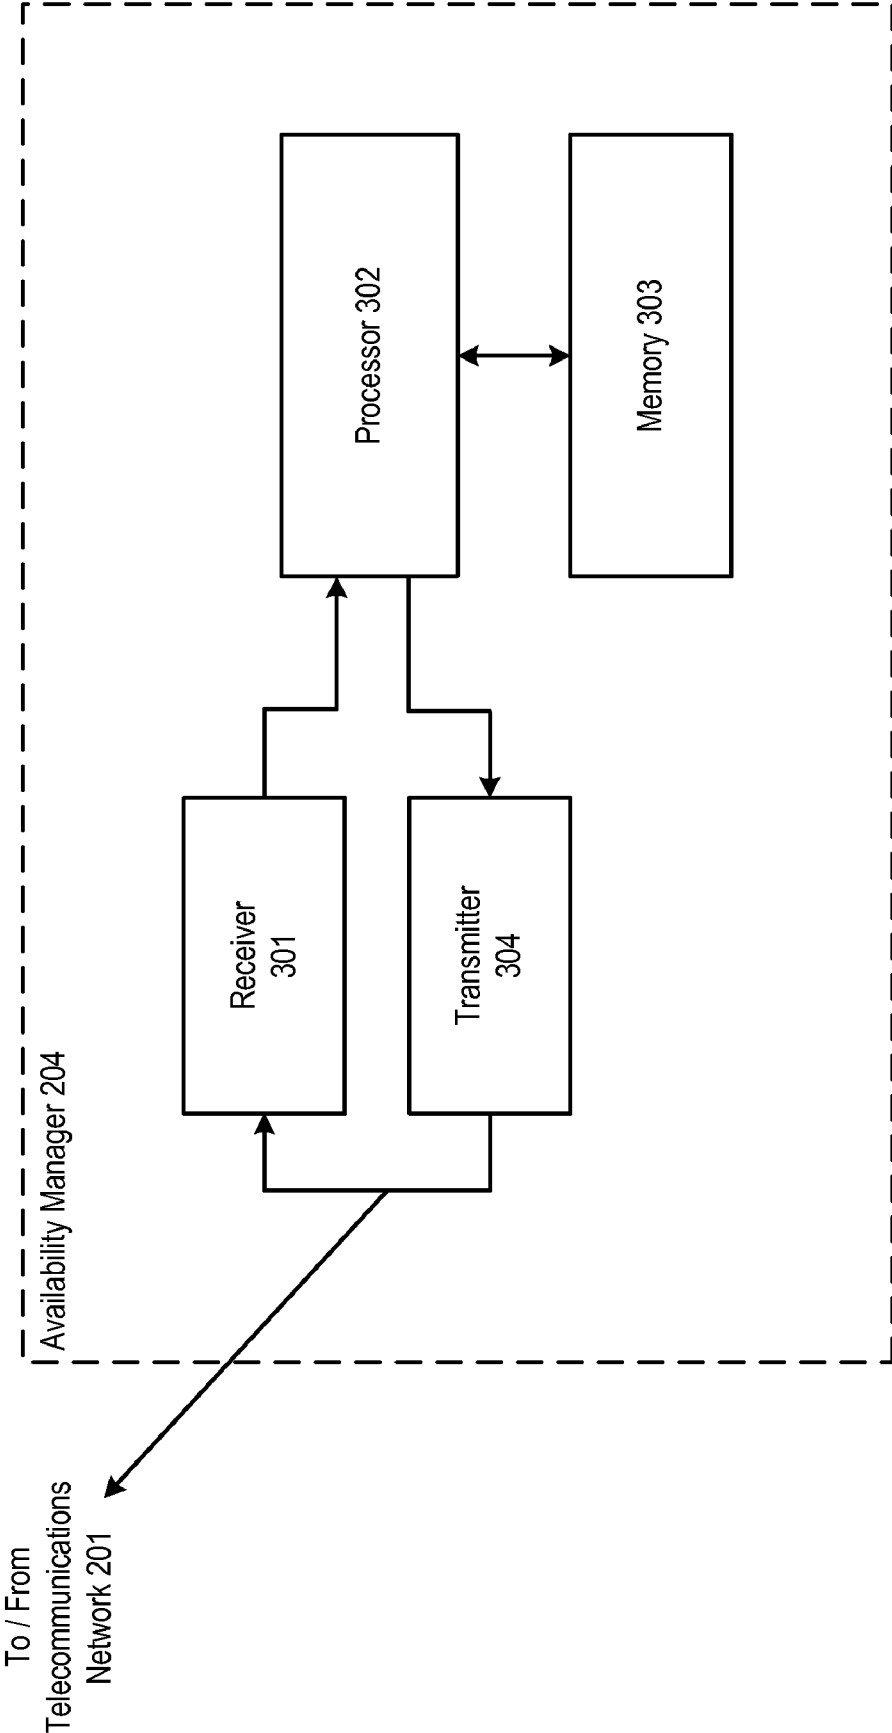 To / From
Telecommunications
Network 201
Availability Manager 204
Receiver
301
Transmitter
304
Processor 302
Memory 303